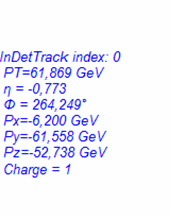 InDetTrack index: 0
PT=61,869 GeV
η = -0,773
Φ = 264,249°
Px=-6,200 GeV
Py=-61,558 GeV
Pz=-52,738 GeV
Charge = 1